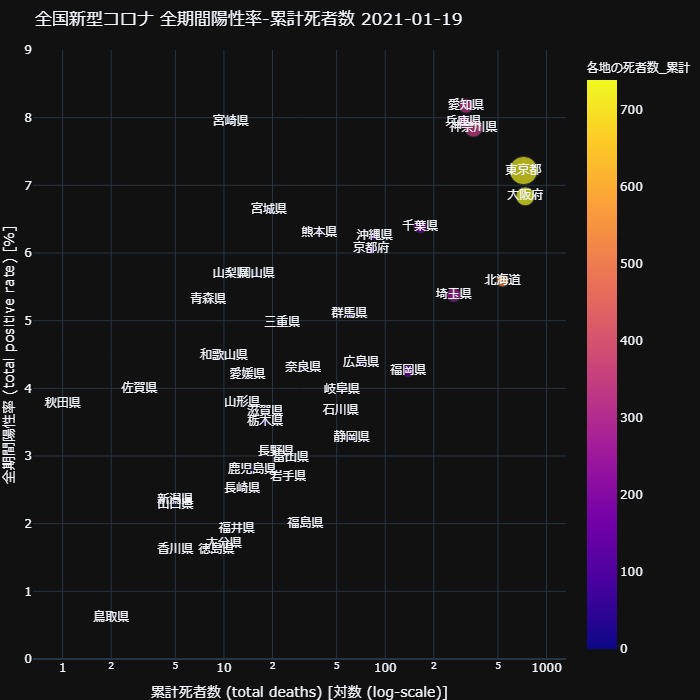 全国新型コロナ 全期間陽性率-累計死者数 2021-01-19
各地の死者数_累計
9
8
7
6
5
4
3
2
1
0
全期間陽性率 (total positive rate) [%]
愛知県
兵庫県
宮崎県
神奈川県
東京都
大阪府
宮城県
千葉県
熊本県
沖縄県
京都府
山梨県
岡山県
北海道
埼玉県
青森県
群馬県
三重県
和歌山県
広島県
奈良県
福岡県
愛媛県
佐賀県
岐阜県
秋田県
山形県
滋賀県
石川県
栃木県
静岡県
長野県
富山県
鹿児島県
岩手県
長崎県
新潟県
山口県
福島県
福井県
大分県
香川県
徳島県
鳥取県
1
2
5
10
2
5
100
2
5
1000
累計死者数 (total deaths) [対数 (log-scale)]
700
600
500
400
300
200
100
0